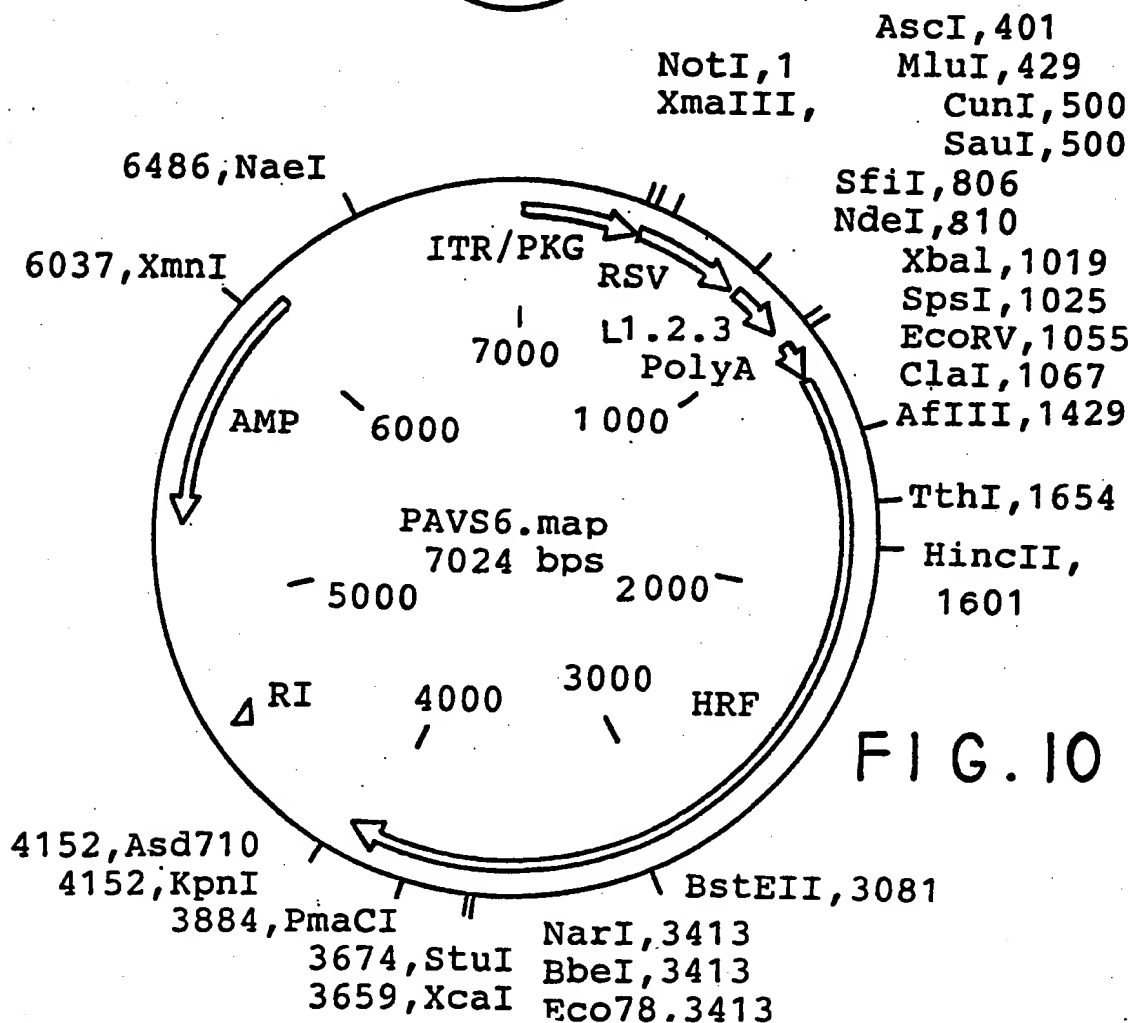 AscI,401
NotI,1
MluI,429
XmaIII,
CunI,500
SauI,500
6486,NaeI
SfiI,806
NdeI,810
ITR/PKG
RSV
6037,XmnI
Xbal,1019
SpsI,1025
L1.2.3
7000
EcoRV,1055
PolyA
ClaI,1067
AfIII,1429
AMP
6000
1000
TthI,1654
PAVS6.map
7024 bps
HincII,
1601
5000
2000
RI
4000
3000
HRF
FIG.10
4152,Asd710
4152,KpnI
3884,PmaCI
3674,StuI
3659,XcaI
BstEII,3081
NarI,3413
BbeI,3413
Eco78.3413